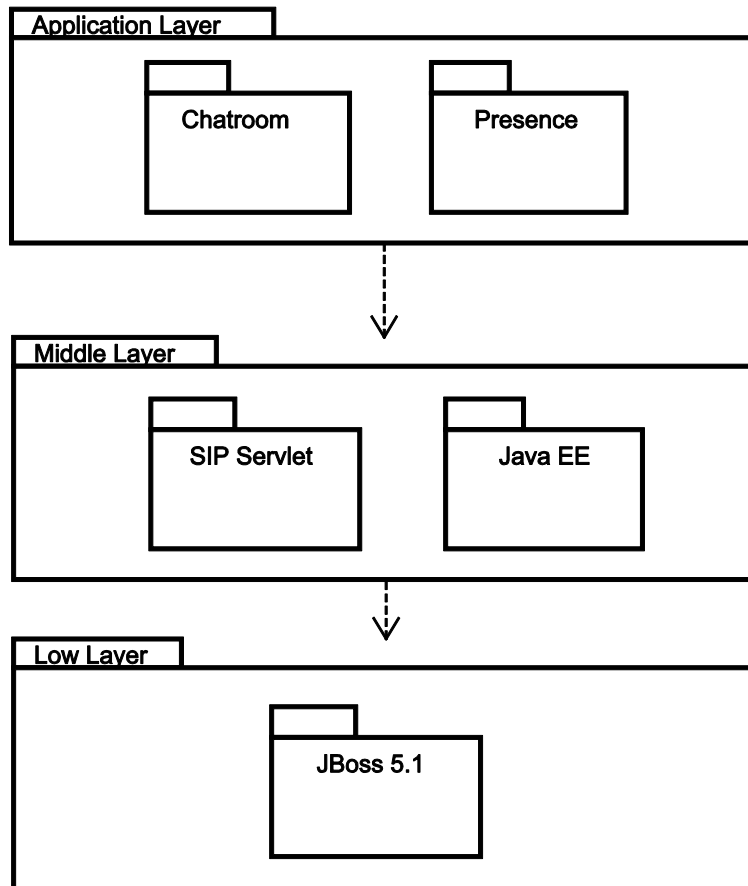 Application Layer
Chatroom
Presence
Middle Layer
SIP Servlet
Java EE
Low Layer
JBoss 5.1